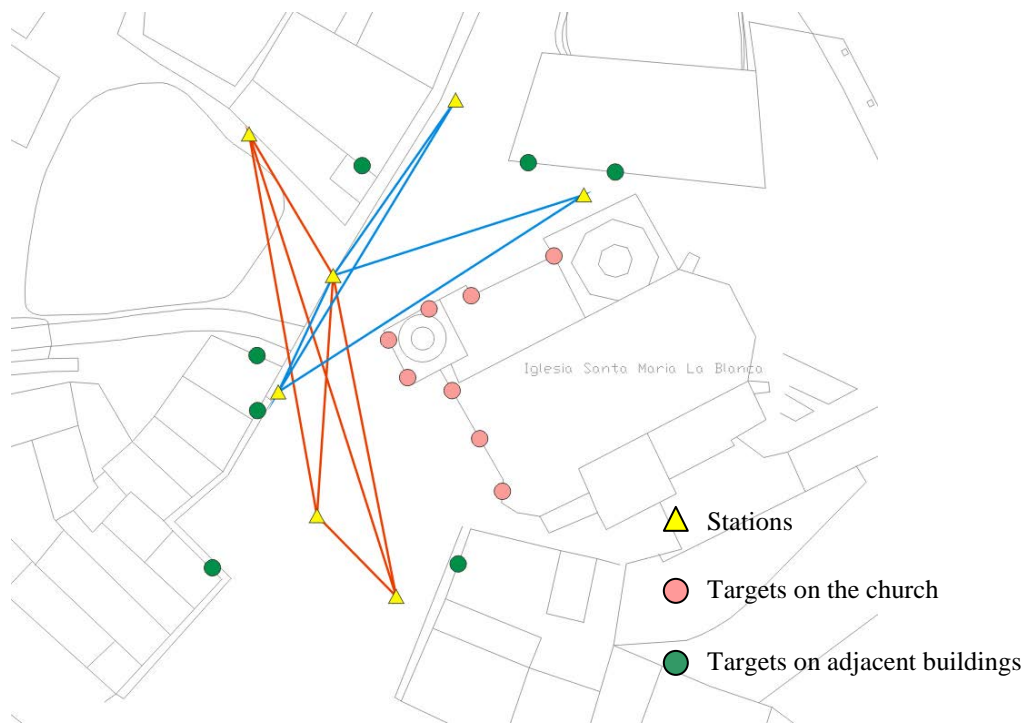 Iglesia Santa Maria La Blanca
Stations
Targets on the church
Targets on adjacent buildings